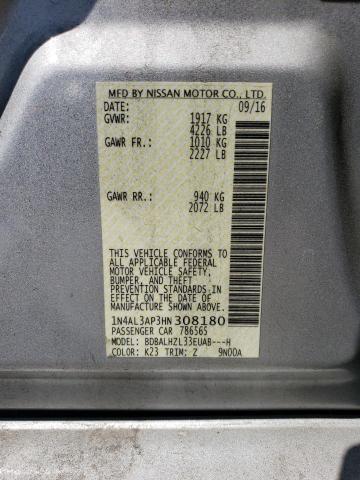 MFD BY NISSAN MOTOR CO., LTD.
DATE: 09/16
GVWR: 1917 KG
4226 LB
GAWR FR.: 1010 KG
2227 LB
GAWR RR.: 940 KG
2072 LB
THIS VEHICLE CONFORMS TO
ALL APPLICABLE FEDERAL
MOTOR VEHICLE SAFETY,
BUMPER, AND THEFT
PREVENTION STANDARDS
IN EFFECT ON THE DATE OF
MANUFACTURE SHOWN ABOVE.
1N4AL3AP3HN308180
PASSENGER CAR 786565
MODEL: BDBALHZL33EUAB---H
COLOR: K23 TRIM: Z 9N00A